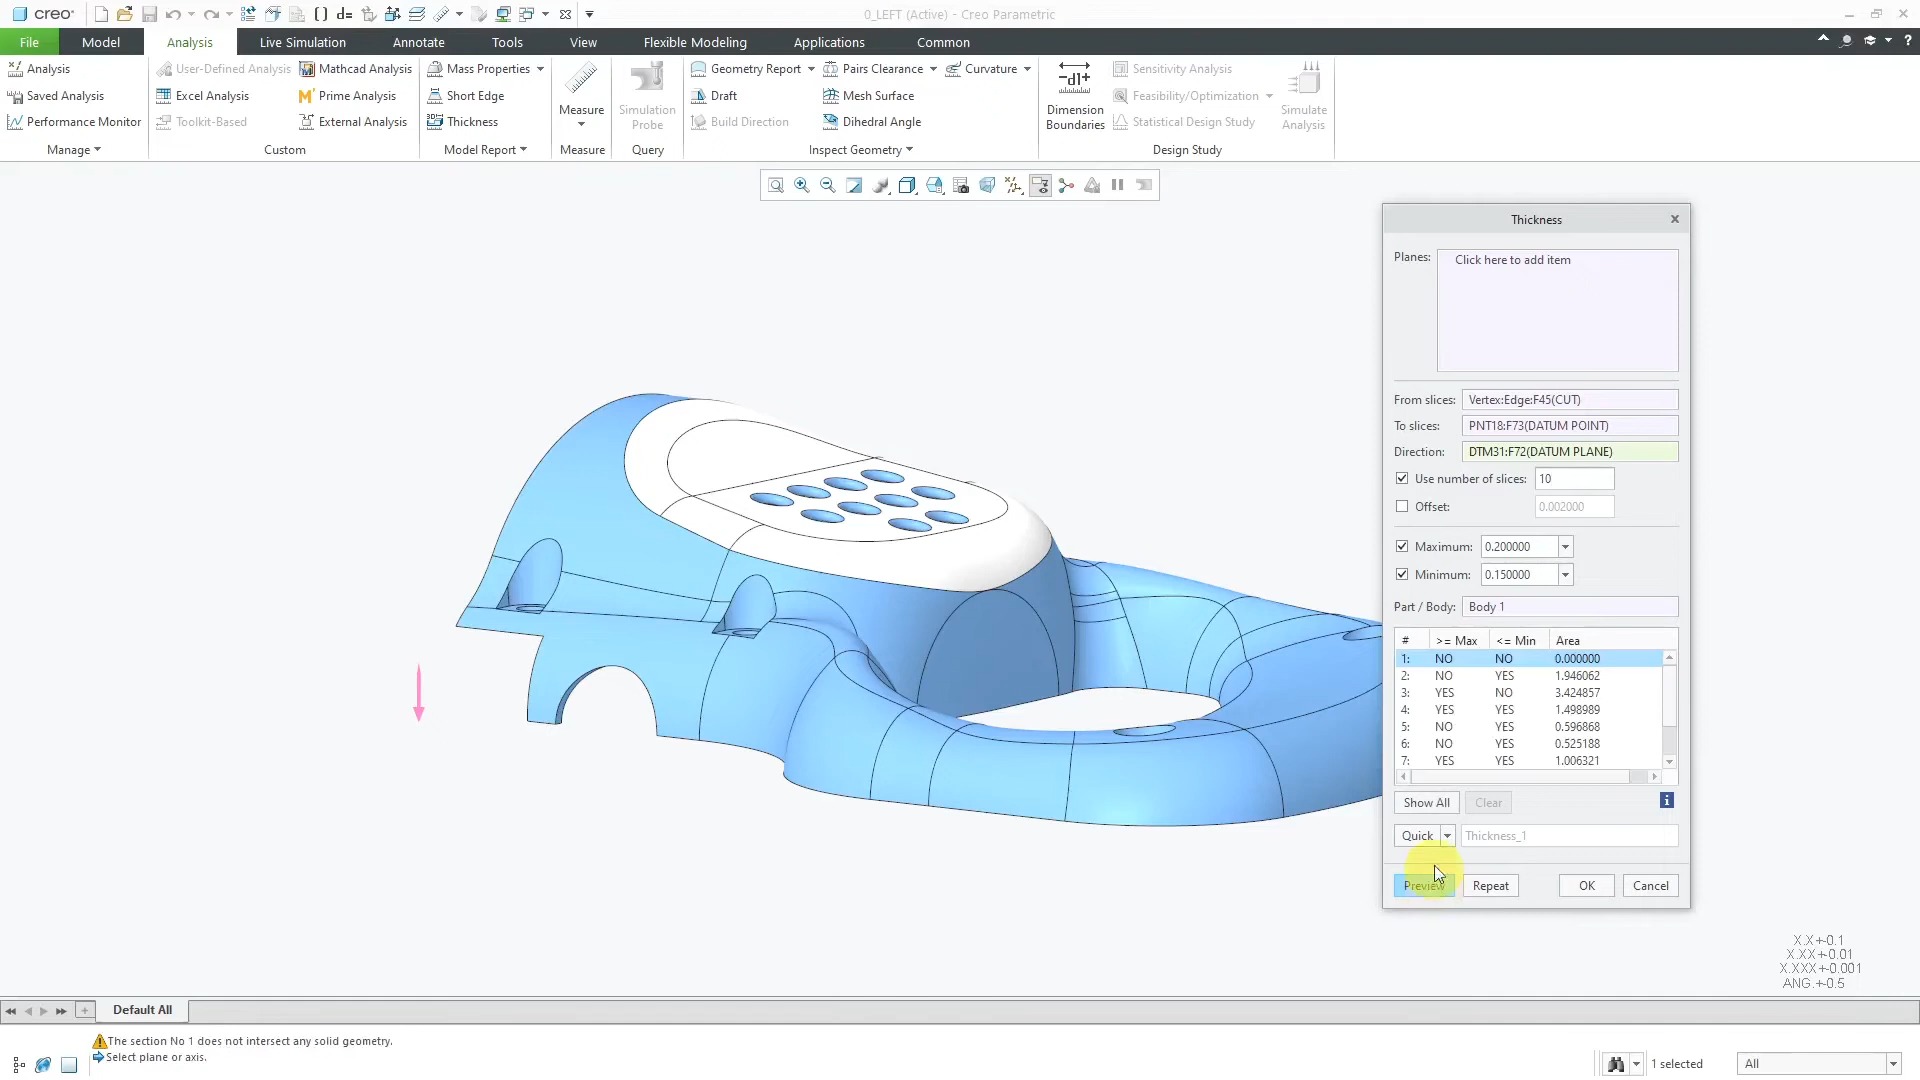 creo
0_LEFT (Active) - Creo Parametric
File Model Analysis Live Simulation Annotate Tools View Flexible Modeling Applications Common
Analysis User-Defined Analysis Mathcad Analysis Mass Properties Geometry Report Pairs Clearance Curvature Sensitivity Analysis
Saved Analysis Excel Analysis Prime Analysis Short Edge Draft Mesh Surface Feasibility/Optimization
Measure Simulation Probe Dimension Boundaries Simulate Analysis
Performance Monitor Toolkit-Based External Analysis Thickness Build Direction Dihedral Angle Statistical Design Study
Manage Custom Model Report Measure Query Inspect Geometry Design Study
Thickness
Planes: Click here to add item
From slices: Vertex:Edge:F45(CUT)
To slices: PNT18:F73(DATUM POINT)
Direction: DTM31:F72(DATUM PLANE)
Use number of slices: 10
Offset: 0.002000
Maximum: 0.200000
Minimum: 0.150000
Part / Body: Body 1
# >= Max <= Min Area
1: NO NO 0.000000
2: NO YES 1.946062
3: YES NO 3.424857
4: YES YES 1.498989
5: NO YES 0.596868
6: NO YES 0.525188
7: YES YES 1.006321
Show All Clear
Quick Thickness_1
Preview Repeat OK Cancel
X.X+-0.1
X.XX+-0.01
X.XXX+-0.001
ANG.+-0.5
Default All
The section No 1 does not intersect any solid geometry.
Select plane or axis.
1 selected All